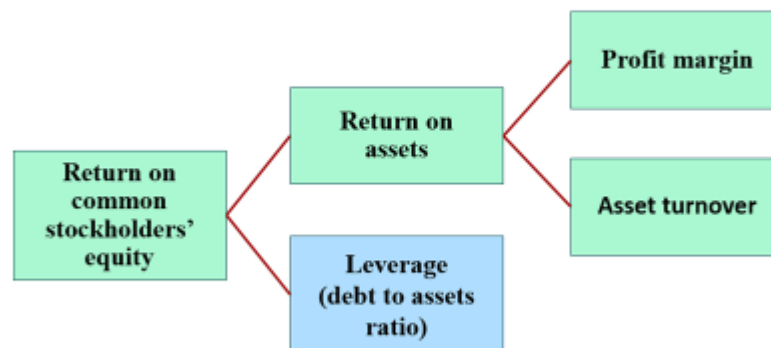 Profit margin
Return on
assets
Return on
common
stockholders’
equity
Asset turnover
Leverage
(debt to assets
ratio)